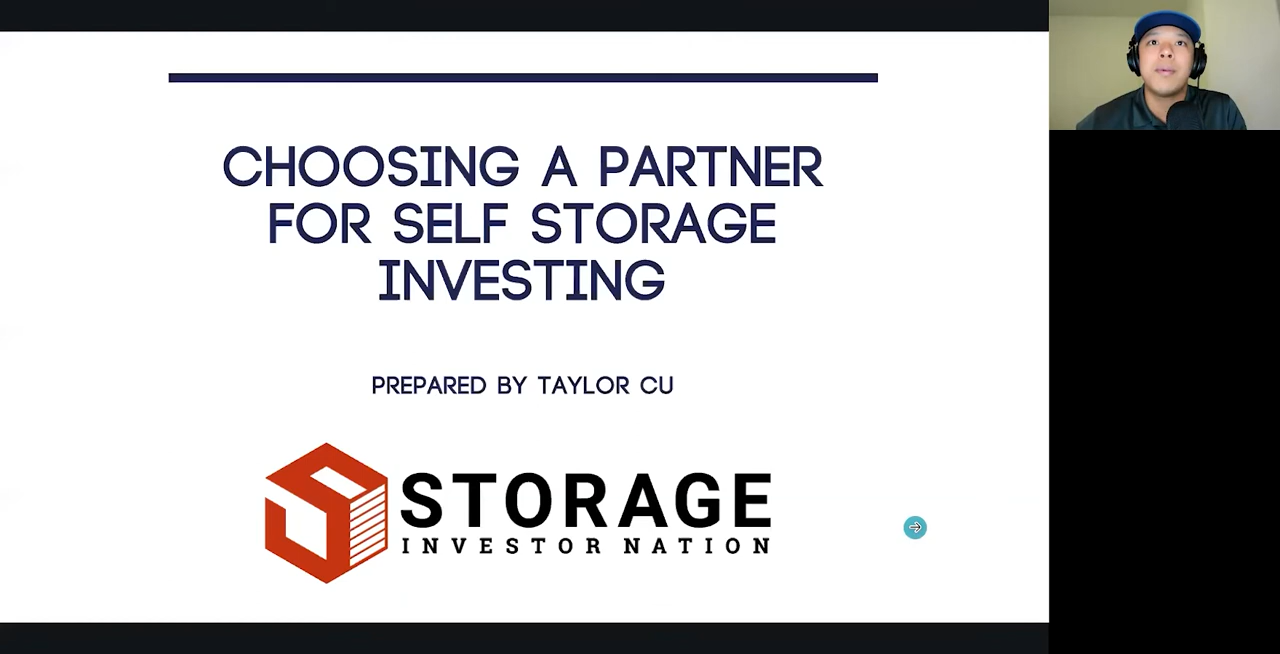 CHOOSING A PARTNER
FOR SELF STORAGE
INVESTING
PREPARED BY TAYLOR CU
STORAGE
INVESTOR NATION